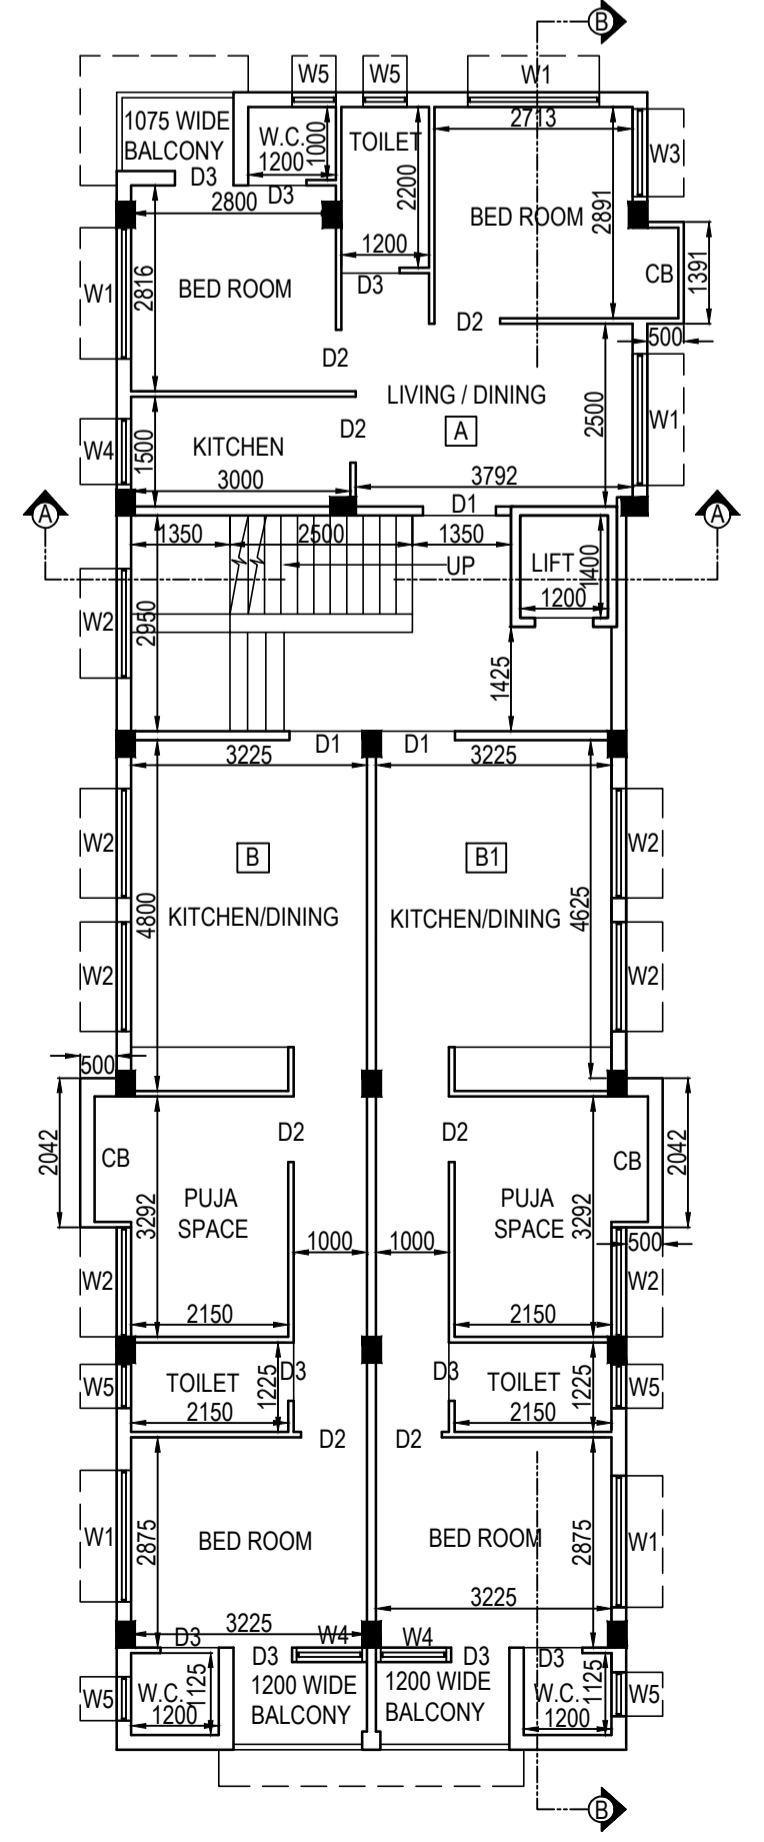 B
W5
W5
W1
1075 WIDE
BALCONY
W.C.
1200
1000
TOILET
2713
W3
D3
D3
2800
2200
1200
D3
BED ROOM
2891
CB
1391
500
W1
2816
BED ROOM
D2
D2
LIVING / DINING
A
2500
W1
W4
1500
KITCHEN
D2
3000
3792
D1
A
A
1350
2500
1350
UP
LIFT
1400
1200
W2
2950
1425
D1
D1
3225
3225
W2
W2
B
B1
4800
4625
KITCHEN/DINING
KITCHEN/DINING
W2
W2
500
2042
CB
D2
D2
CB
2042
3292
PUJA
SPACE
PUJA
SPACE
3292
1000
1000
500
W2
W2
2150
2150
W5
TOILET
1225
D3
D3
TOILET
1225
W5
2150
2150
D2
D2
W1
2875
BED ROOM
BED ROOM
2875
W1
3225
3225
D3
D3
W4
W4
D3
D3
W5
W.C.
1125
1200
1200 WIDE
BALCONY
1200 WIDE
BALCONY
W.C.
1125
1200
W5
B